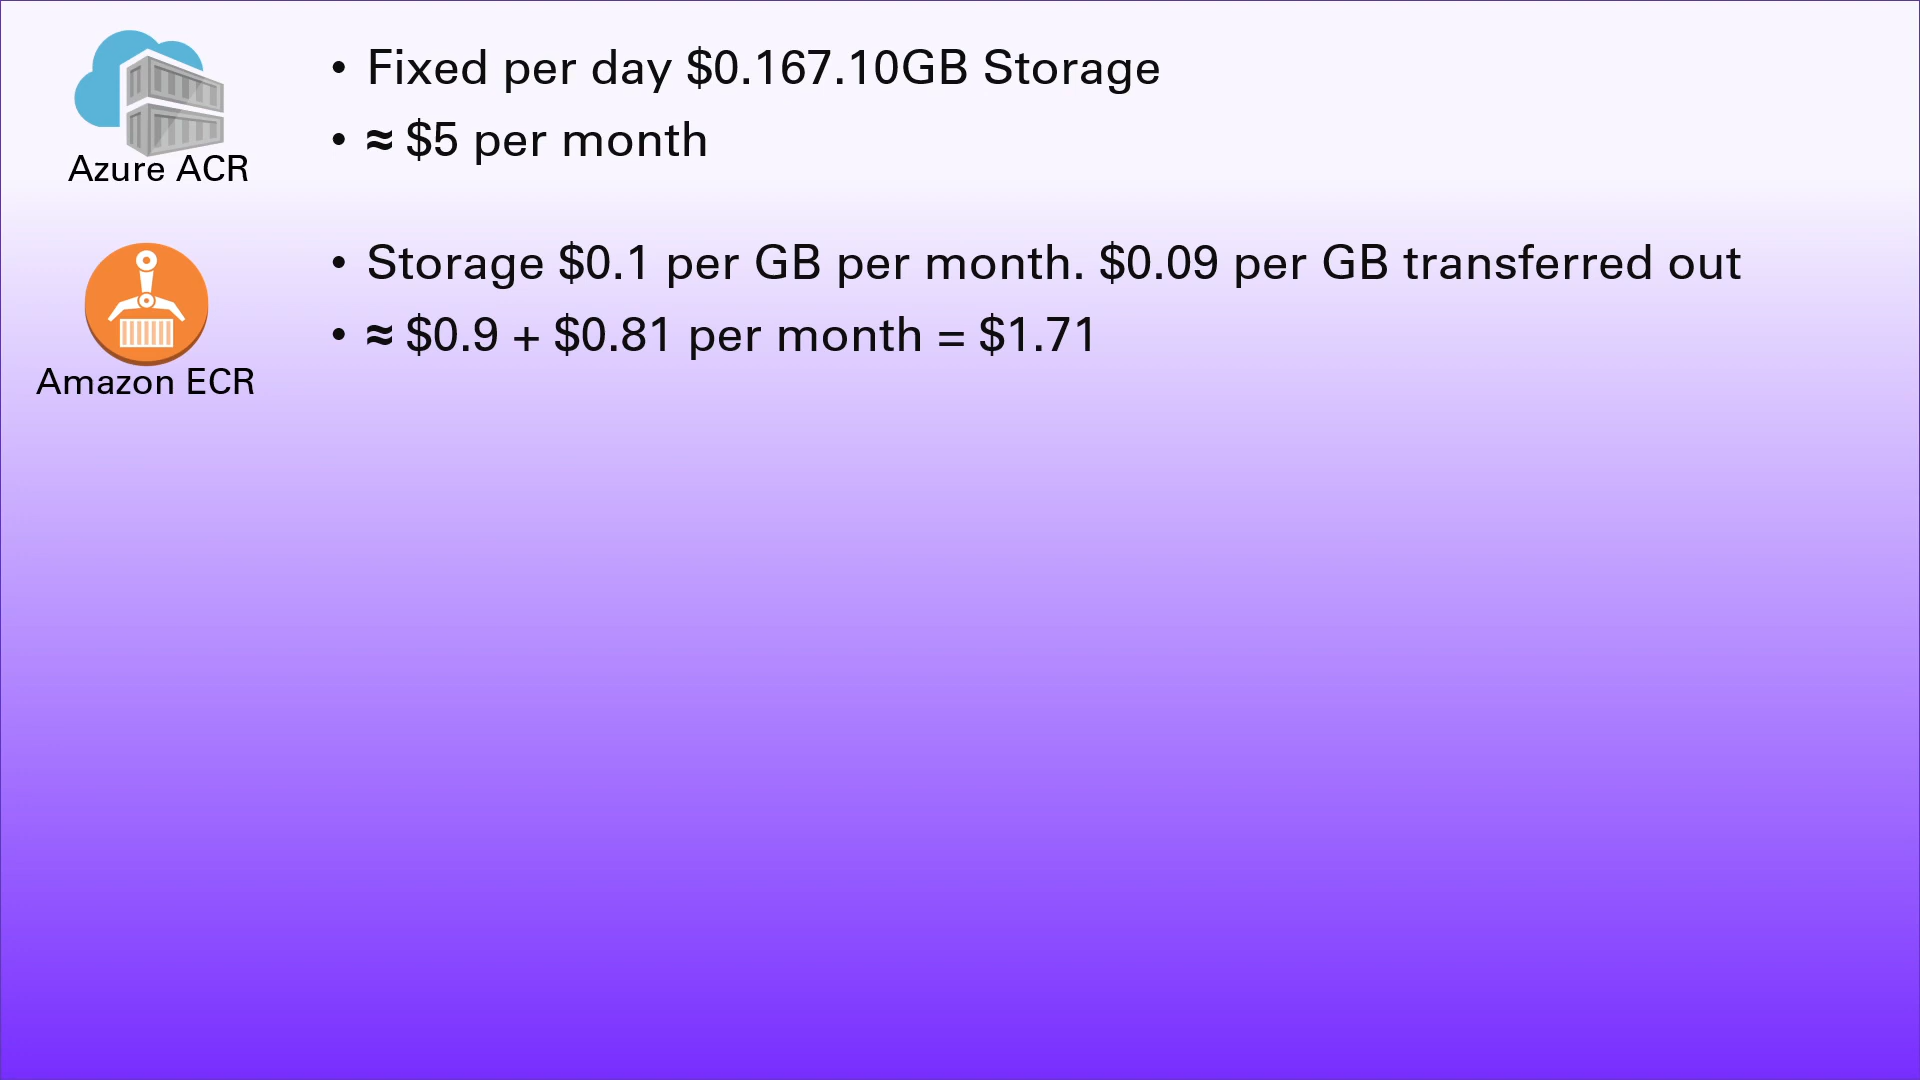 • Fixed per day $0.167.10GB Storage
• ≈ $5 per month
Azure ACR
• Storage $0.1 per GB per month. $0.09 per GB transferred out
• ≈ $0.9 + $0.81 per month = $1.71
Amazon ECR